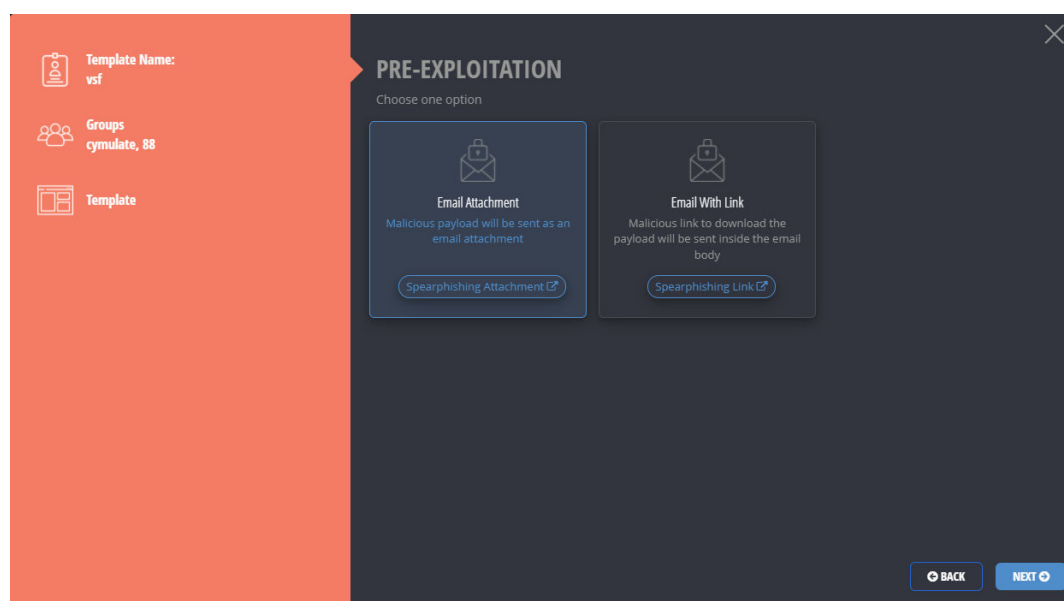 Template Name:
vsf
Groups
cymulate, 88
Template
PRE-EXPLOITATION
Choose one option
Email Attachment
Malicious payload will be sent as an
email attachment
Spearphishing Attachment
Email With Link
Malicious link to download the
payload will be sent inside the email
body
Spearphishing Link
BACK
NEXT